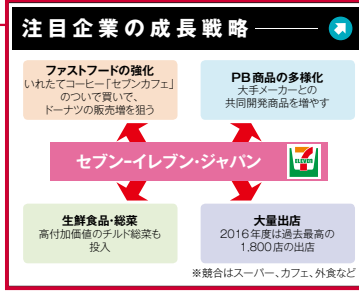 注目企業の成長戦略
ファストフードの強化
いれたてコーヒー「セブンカフェ」
のついで買いで、
ドーナツの販売増を狙う
PB商品の多様化
大手メーカーとの
共同開発商品を増やす
セブン-イレブン・ジャパン
ELEVEN
生鮮食品・総菜
高付加価値のチルド総菜も
投入
大量出店
2016年度は過去最高の
1,800店の出店
※競合はスーパー、カフェ、外食など